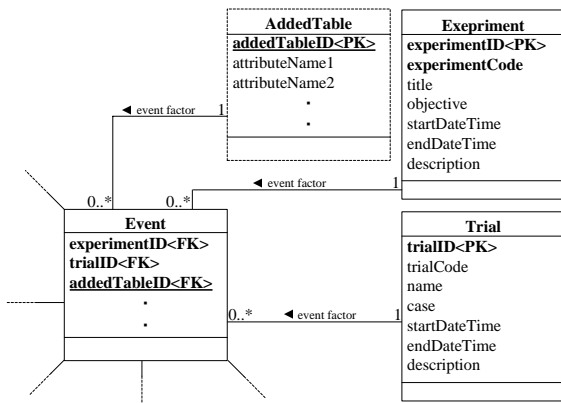 AddedTable
addedTableID<PK>
attributeName1
attributeName2
.
.
Exepriment
experimentID<PK>
experimentCode
title
objective
startDateTime
endDateTime
description
◄ event factor 1
0..*
◄ event factor 1
0..*
Event
experimentID<FK>
trialID<FK>
addedTableID<FK>
.
.
0..* ◄ event factor 1
Trial
trialID<PK>
trialCode
name
case
startDateTime
endDateTime
description